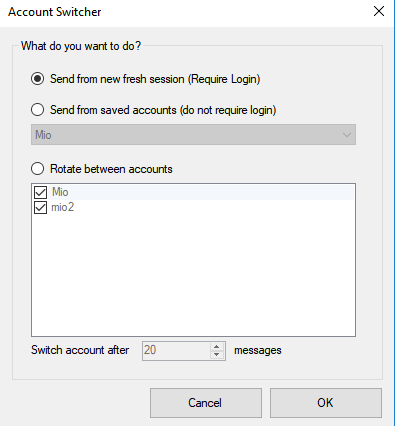 Account Switcher
What do you want to do?
Send from new fresh session (Require Login)
Send from saved accounts (do not require login)
Mio
Rotate between accounts
Mio
mio2
Switch account after 20 messages
Cancel OK